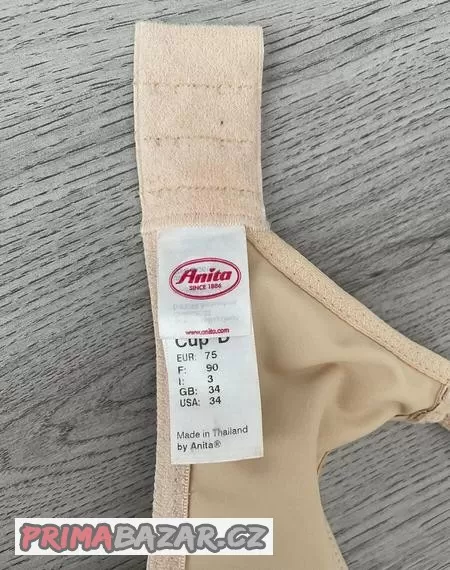 Anita
SINCE 1886
www.anita.com
Cup D
EUR: 75
F: 90
I: 3
GB: 34
USA: 34
Made in Thailand
by Anita®
PRIMABAZAR.CZ